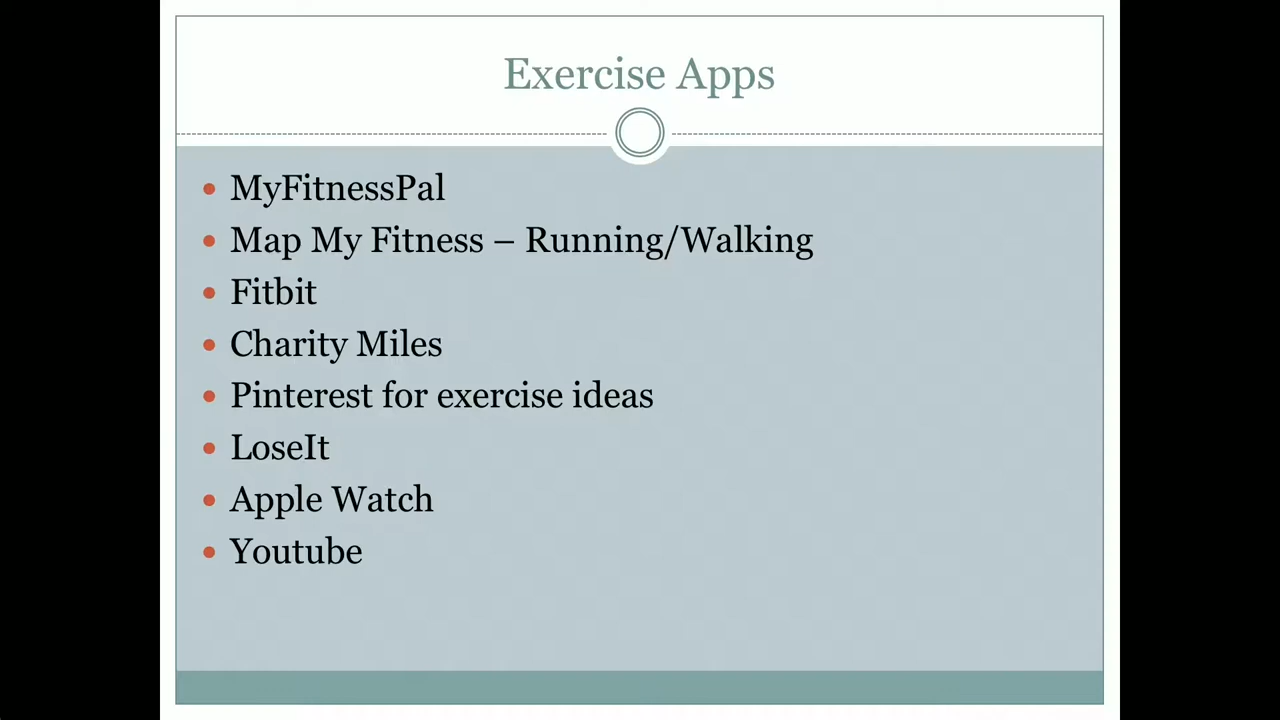 Exercise Apps
MyFitnessPal
Map My Fitness – Running/Walking
Fitbit
Charity Miles
Pinterest for exercise ideas
LoseIt
Apple Watch
Youtube